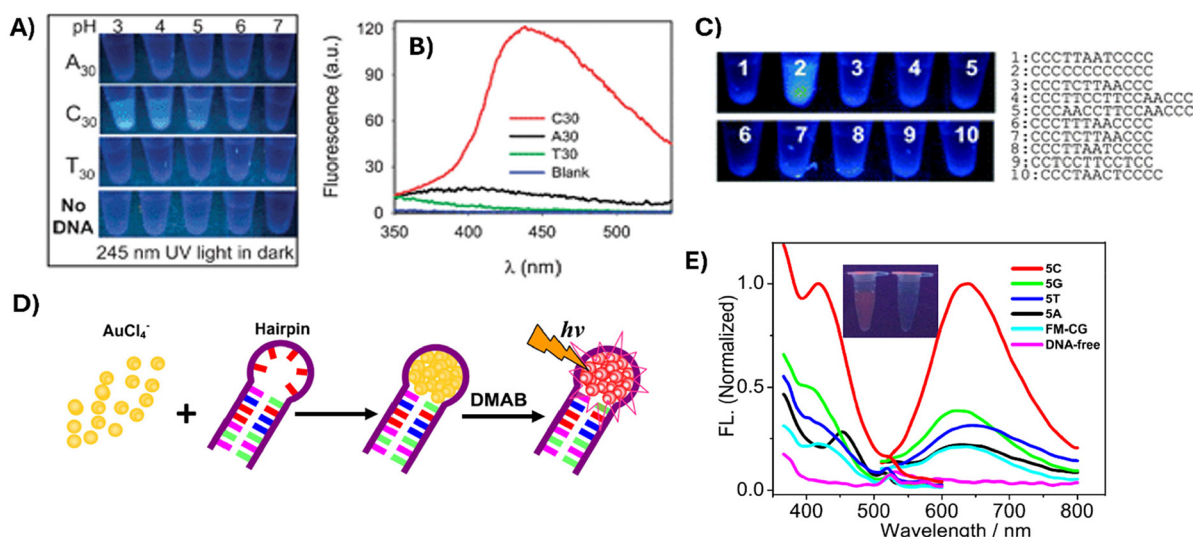 A)
pH
3 4 5 6 7
A30
C30
T30
No
DNA
245 nm UV light in dark
B)
Fluorescence (a.u.)
120
90
60
30
0
C30
A30
T30
Blank
350 400 450 500
λ (nm)
C)
1 2 3 4 5
6 7 8 9 10
1:CCCTTAATCCCC
2:CCCCCCCCCCCC
3:CCCTCTTAACCC
4:CCCTTCCTTCCAACCC
5:CCCAACCTTCCAACCC
6:CCCTTTAACCCC
7:CCCTCTTAACCC
8:CCCTTAATCCCC
9:CCTCCTTCCTCC
10:CCCTAACTCCCC
D)
AuCl4-
Hairpin
+
DMAB
hν
E)
FL. (Normalized)
1.0
0.5
0.0
5C
5G
5T
5A
FM-CG
DNA-free
400 500 600 700 800
Wavelength / nm